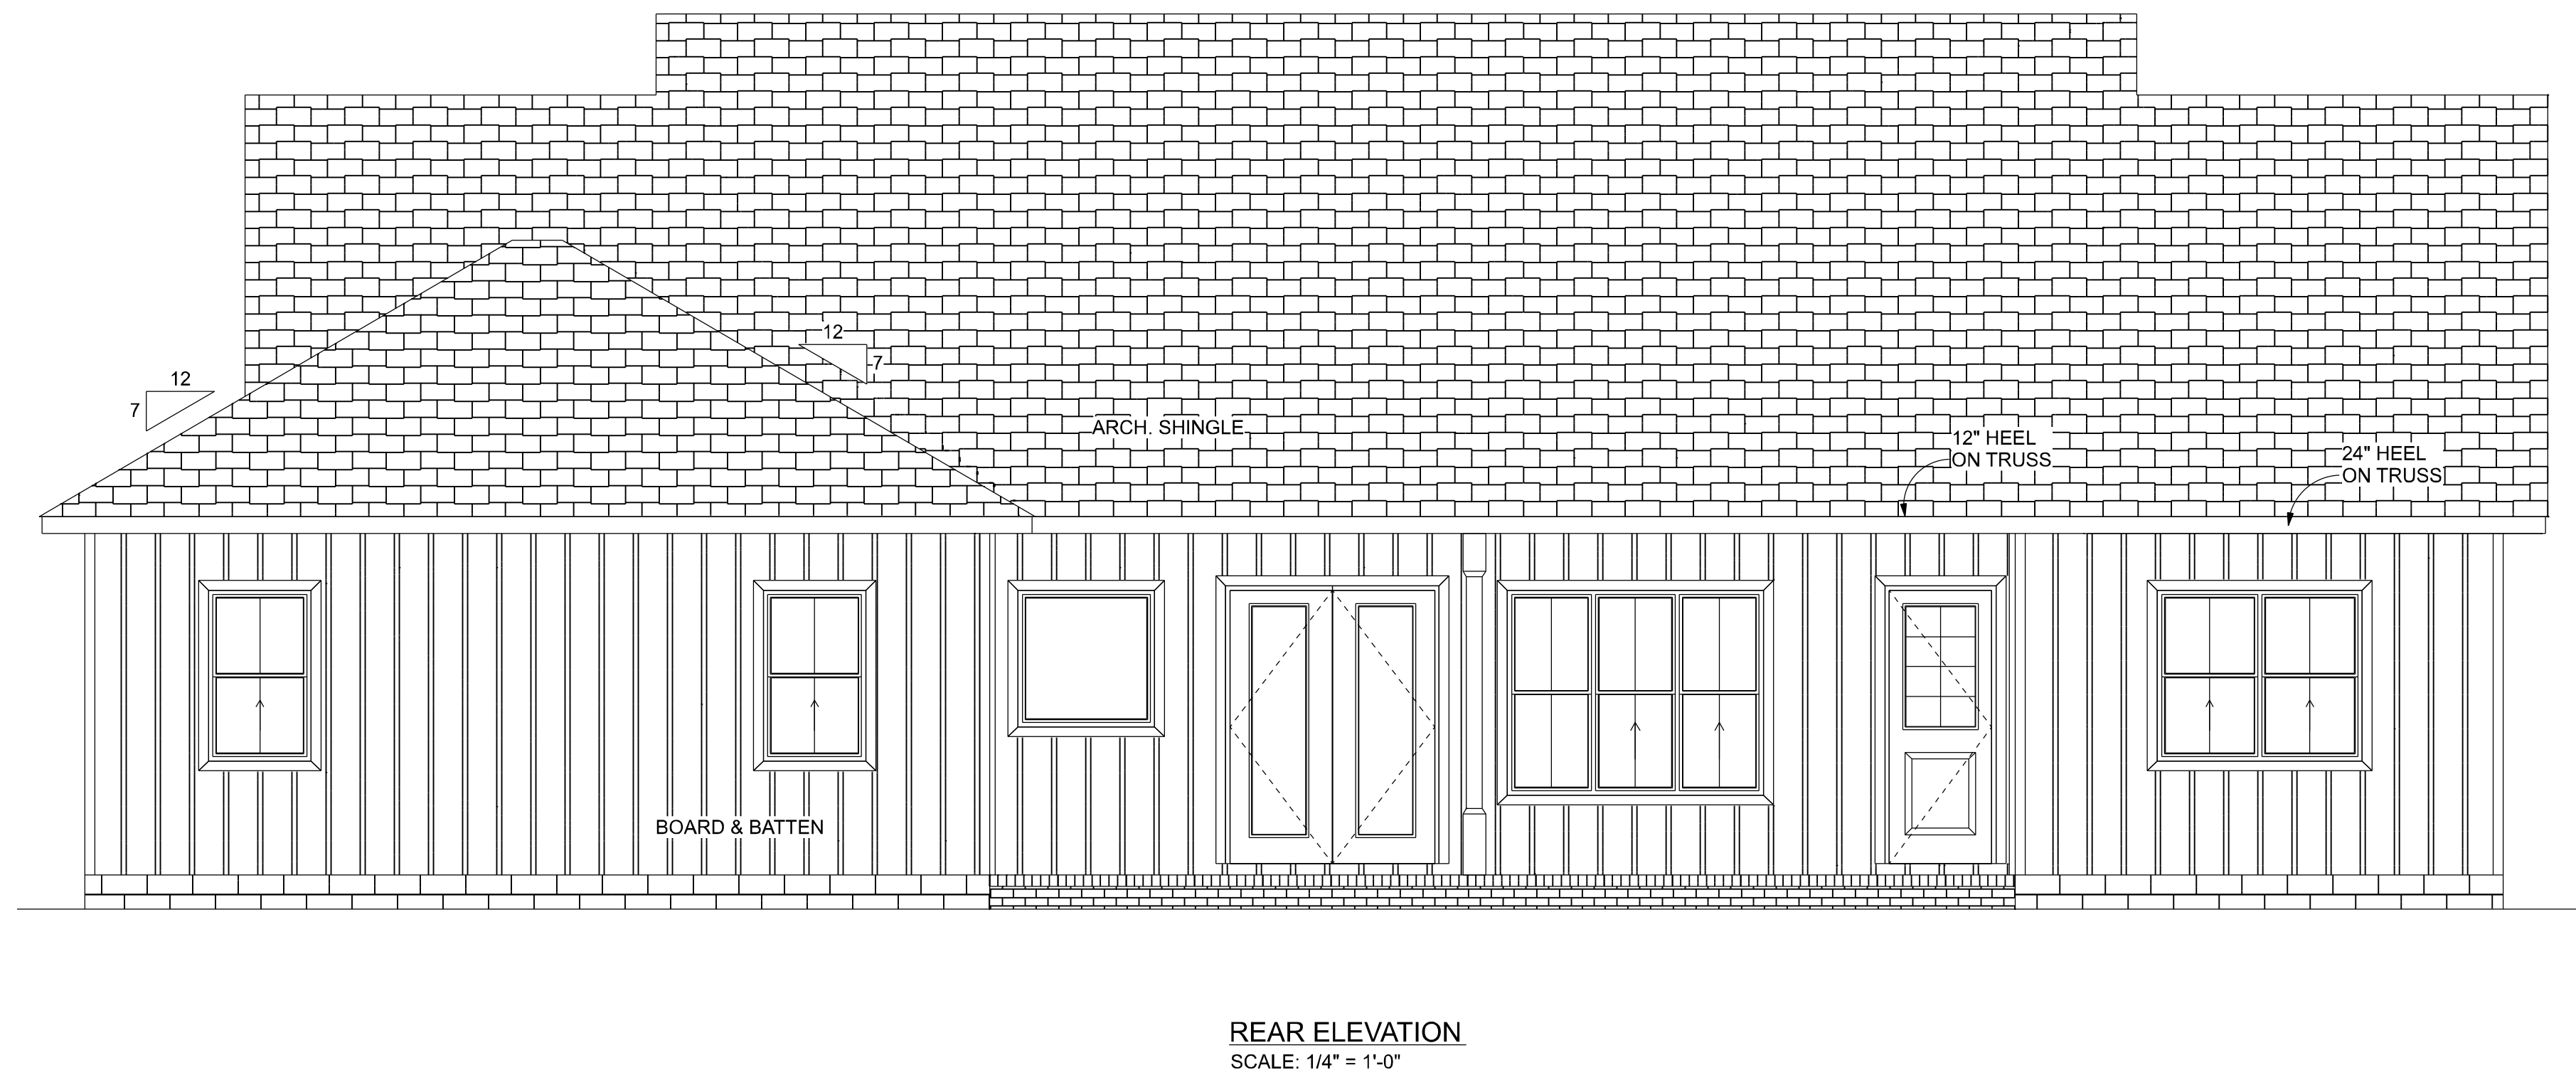 12
7
12
7
ARCH. SHINGLE
12" HEEL
ON TRUSS
24" HEEL
ON TRUSS
BOARD & BATTEN
REAR ELEVATION
SCALE: 1/4" = 1'-0"